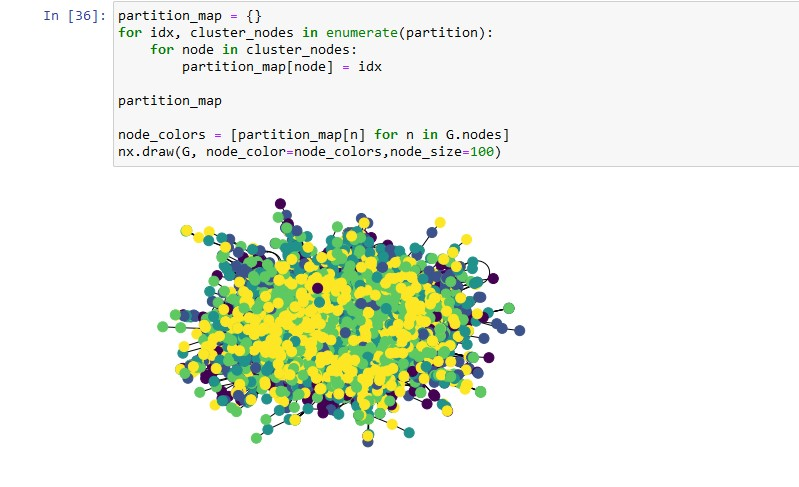 In [36]: partition_map = {}
for idx, cluster_nodes in enumerate(partition):
    for node in cluster_nodes:
        partition_map[node] = idx
partition_map
node_colors = [partition_map[n] for n in G.nodes]
nx.draw(G, node_color=node_colors,node_size=100)